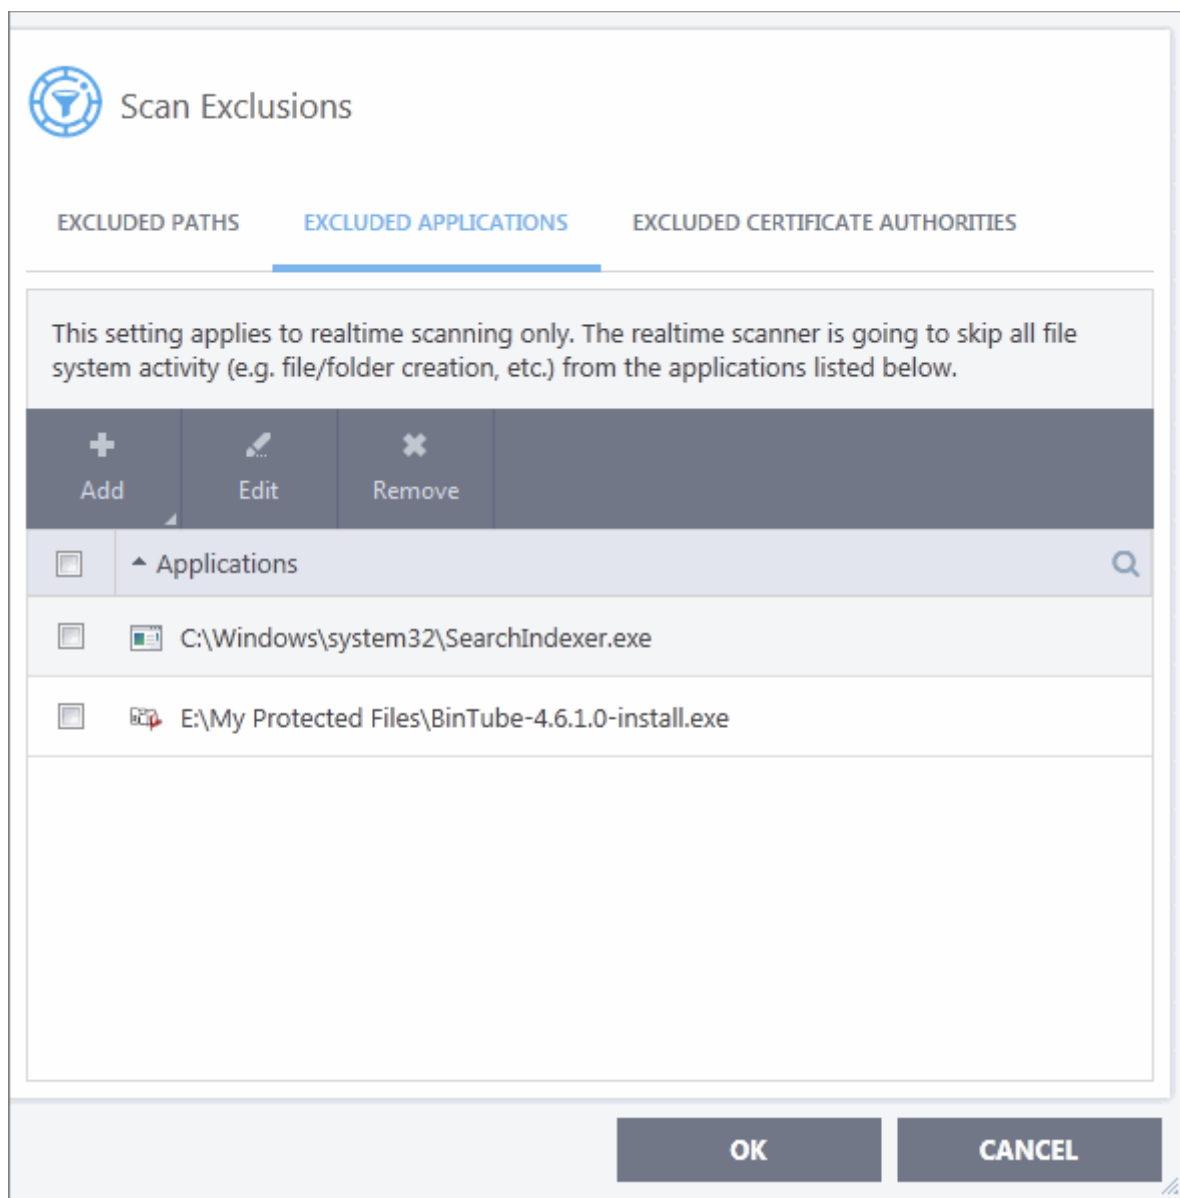 Scan Exclusions
EXCLUDED PATHS EXCLUDED APPLICATIONS EXCLUDED CERTIFICATE AUTHORITIES
This setting applies to realtime scanning only. The realtime scanner is going to skip all file
system activity (e.g. file/folder creation, etc.) from the applications listed below.
Add Edit Remove
Applications
C:\Windows\system32\SearchIndexer.exe
E:\My Protected Files\BinTube-4.6.1.0-install.exe
OK CANCEL